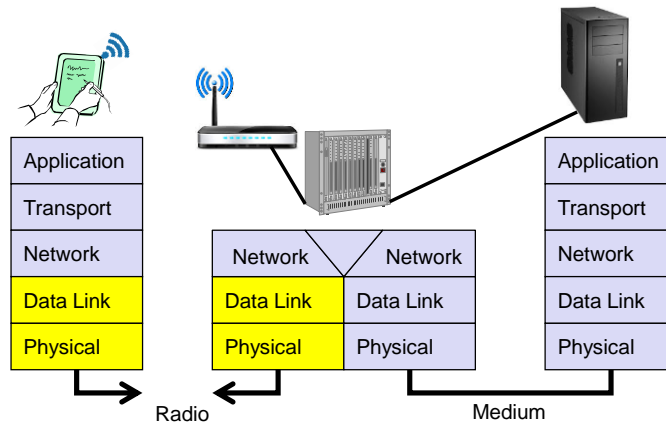 Application
Transport
Network
Data Link
Physical
Network
Network
Data Link
Data Link
Physical
Physical
Application
Transport
Network
Data Link
Physical
Radio
Medium